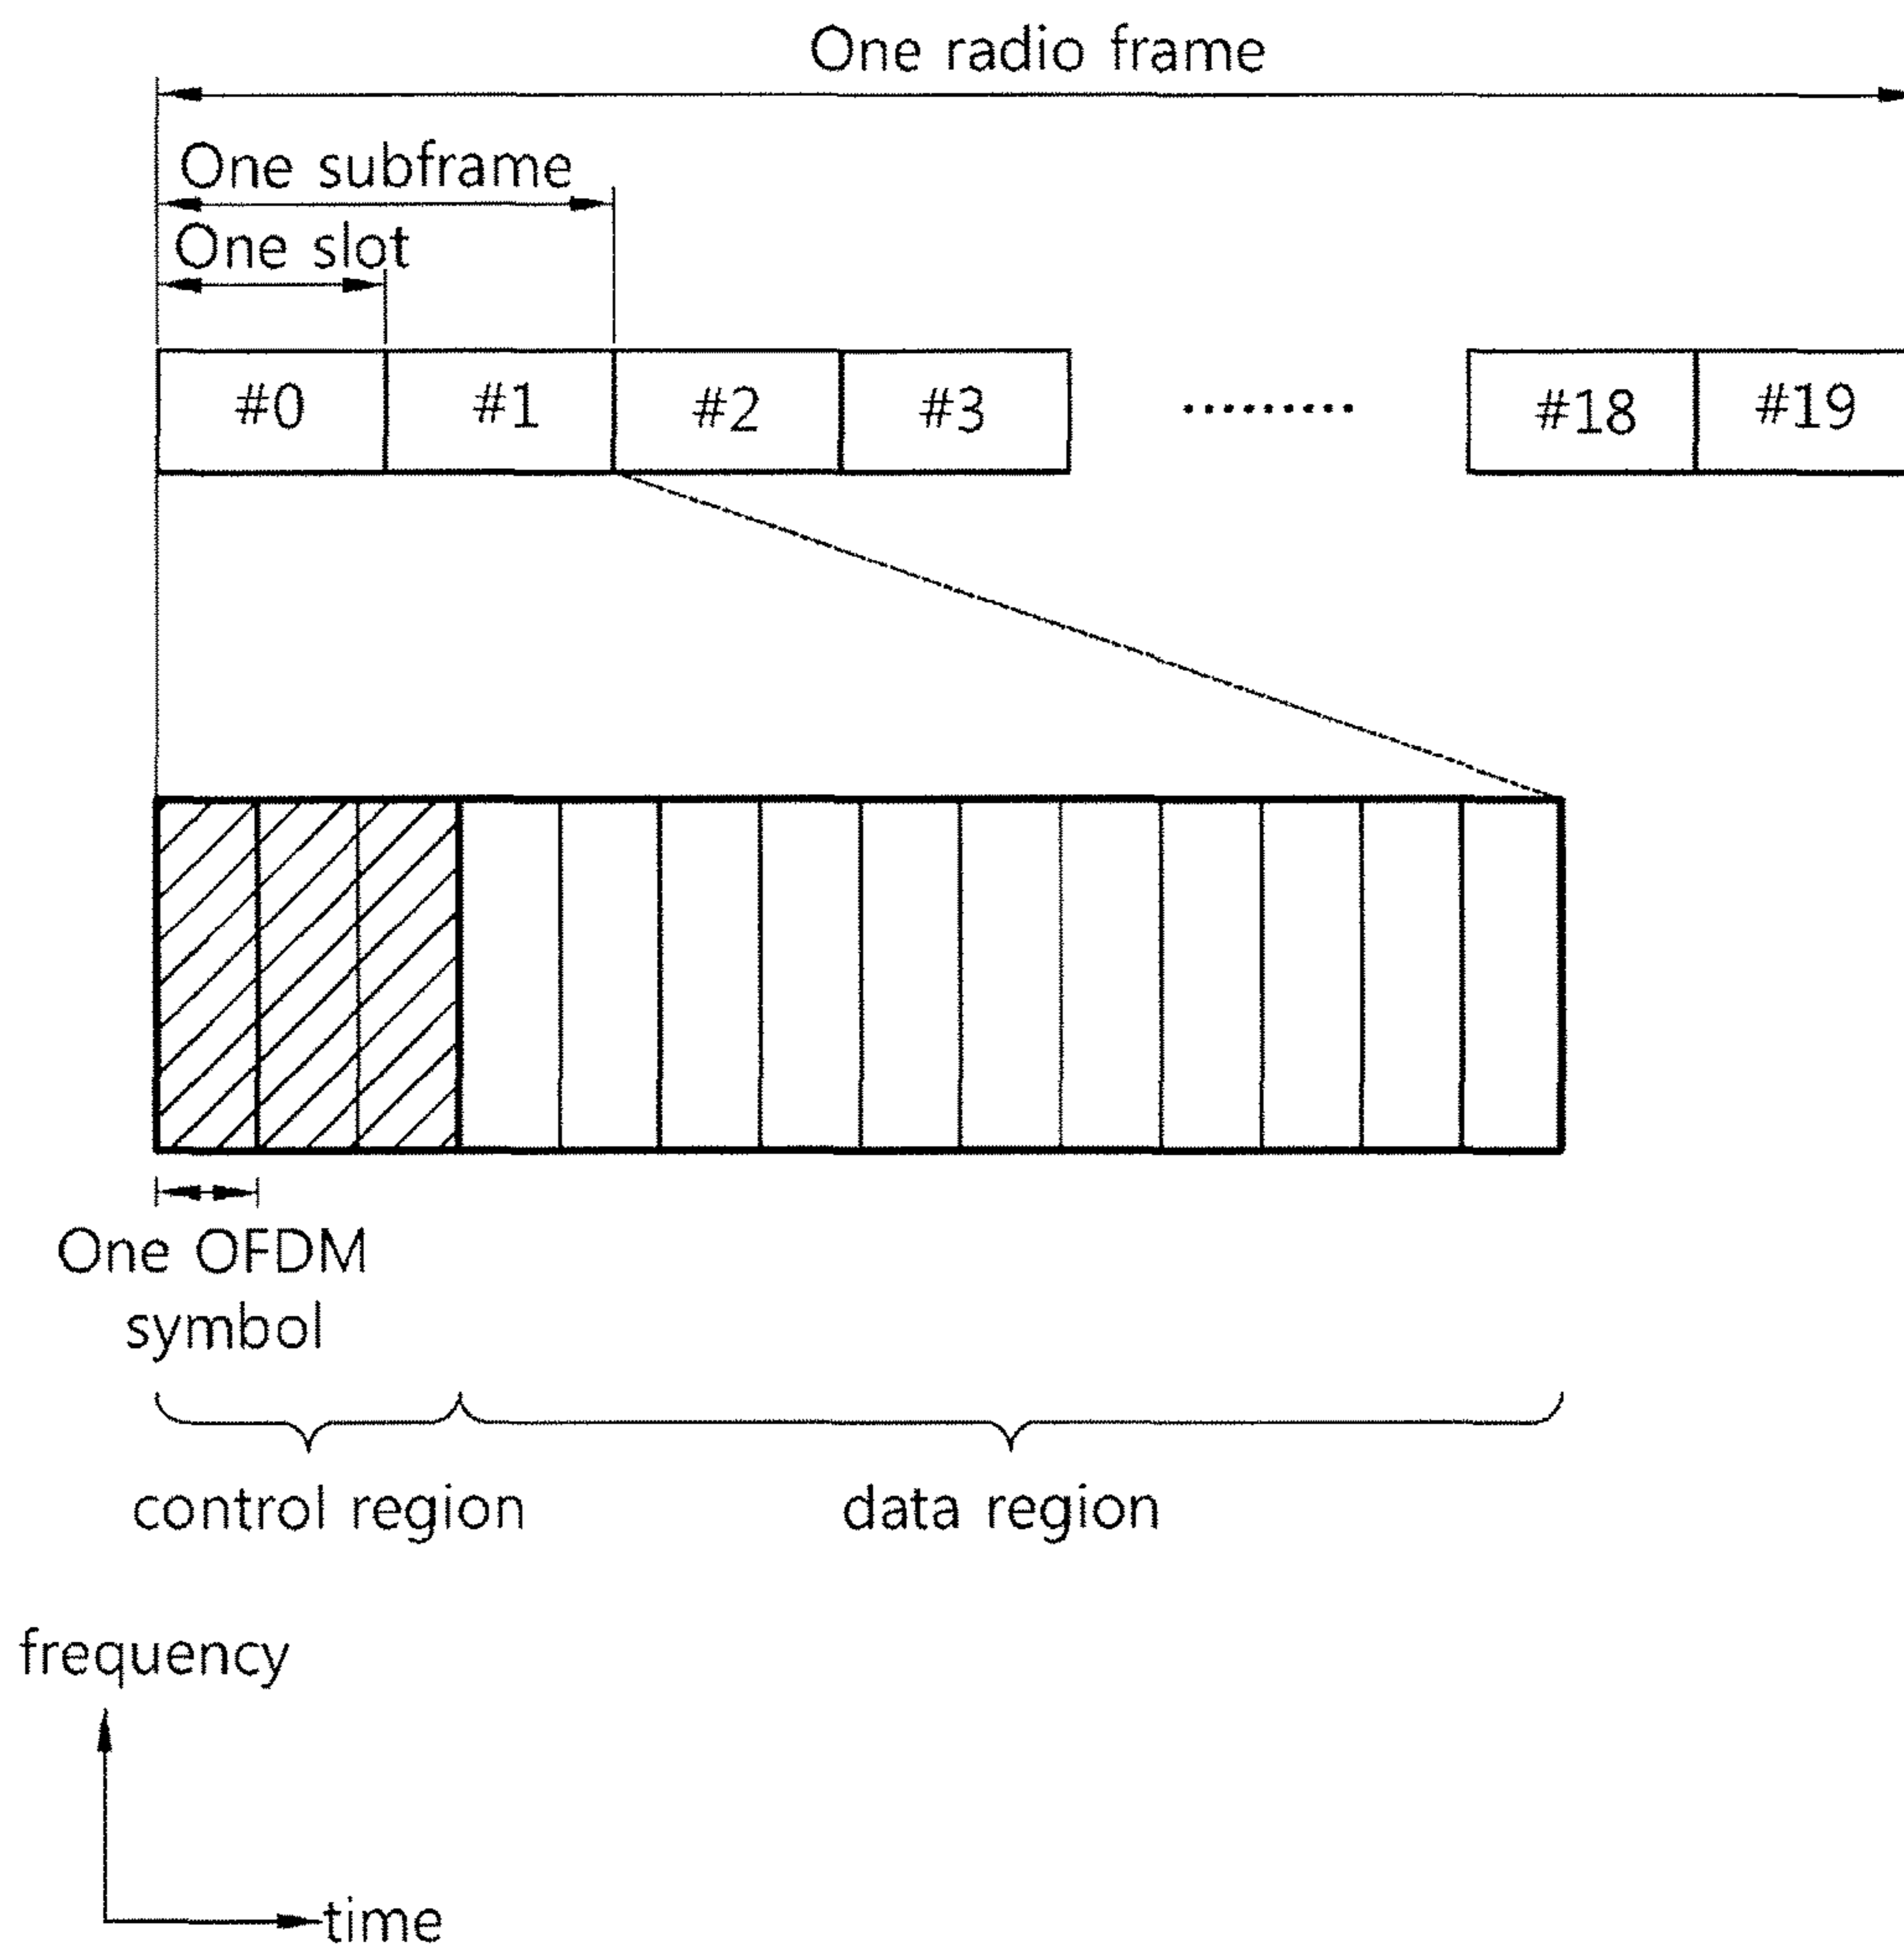 One radio frame
One subframe
One slot
#0 #1 #2 #3 ......... #18 #19
One OFDM
symbol
control region data region
frequency
time